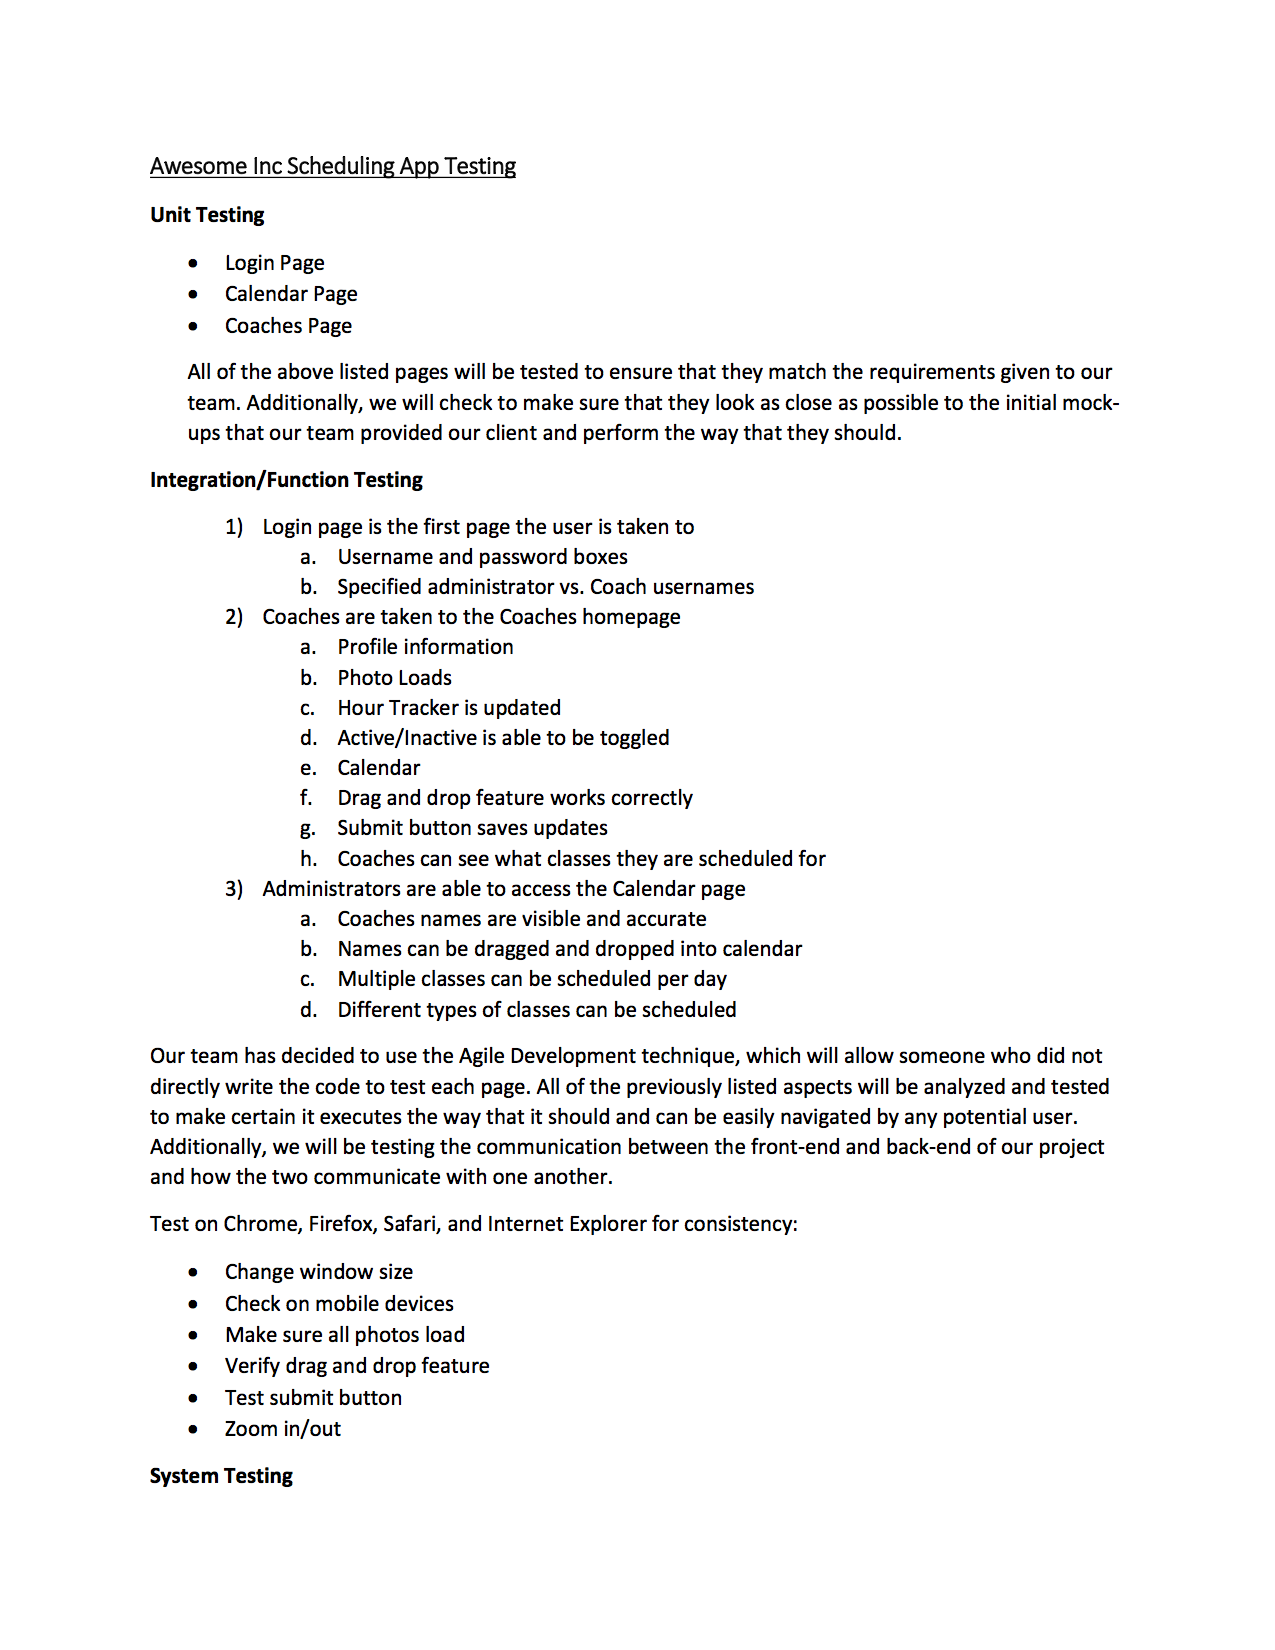 Awesome Inc Scheduling App Testing
Unit Testing
• Login Page
• Calendar Page
• Coaches Page
All of the above listed pages will be tested to ensure that they match the requirements given to our
team. Additionally, we will check to make sure that they look as close as possible to the initial mock-
ups that our team provided our client and perform the way that they should.
Integration/Function Testing
1) Login page is the first page the user is taken to
a. Username and password boxes
b. Specified administrator vs. Coach usernames
2) Coaches are taken to the Coaches homepage
a. Profile information
b. Photo Loads
c. Hour Tracker is updated
d. Active/Inactive is able to be toggled
e. Calendar
f. Drag and drop feature works correctly
g. Submit button saves updates
h. Coaches can see what classes they are scheduled for
3) Administrators are able to access the Calendar page
a. Coaches names are visible and accurate
b. Names can be dragged and dropped into calendar
c. Multiple classes can be scheduled per day
d. Different types of classes can be scheduled
Our team has decided to use the Agile Development technique, which will allow someone who did not
directly write the code to test each page. All of the previously listed aspects will be analyzed and tested
to make certain it executes the way that it should and can be easily navigated by any potential user.
Additionally, we will be testing the communication between the front-end and back-end of our project
and how the two communicate with one another.
Test on Chrome, Firefox, Safari, and Internet Explorer for consistency:
• Change window size
• Check on mobile devices
• Make sure all photos load
• Verify drag and drop feature
• Test submit button
• Zoom in/out
System Testing